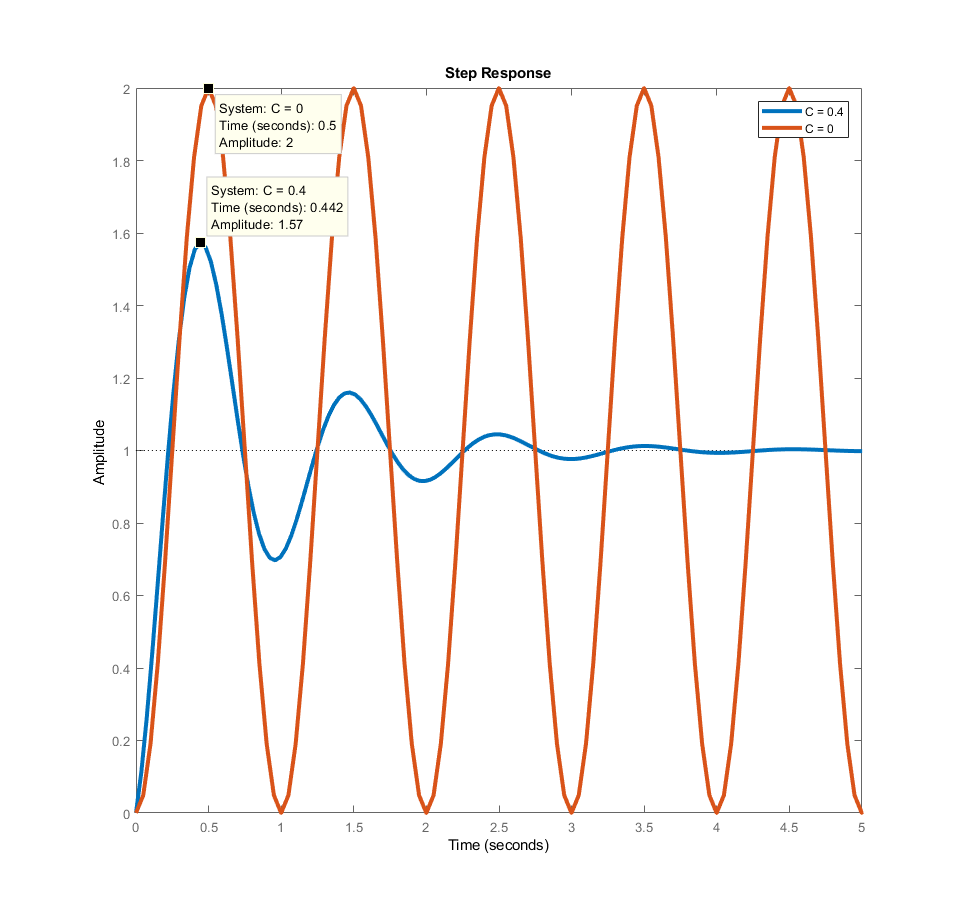 Step Response
System: C = 0
Time (seconds): 0.5
Amplitude: 2
System: C = 0.4
Time (seconds): 0.442
Amplitude: 1.57
C = 0.4
C = 0
Amplitude
2
1.8
1.6
1.4
1.2
1
0.8
0.6
0.4
0.2
0
0 0.5 1 1.5 2 2.5 3 3.5 4 4.5 5
Time (seconds)